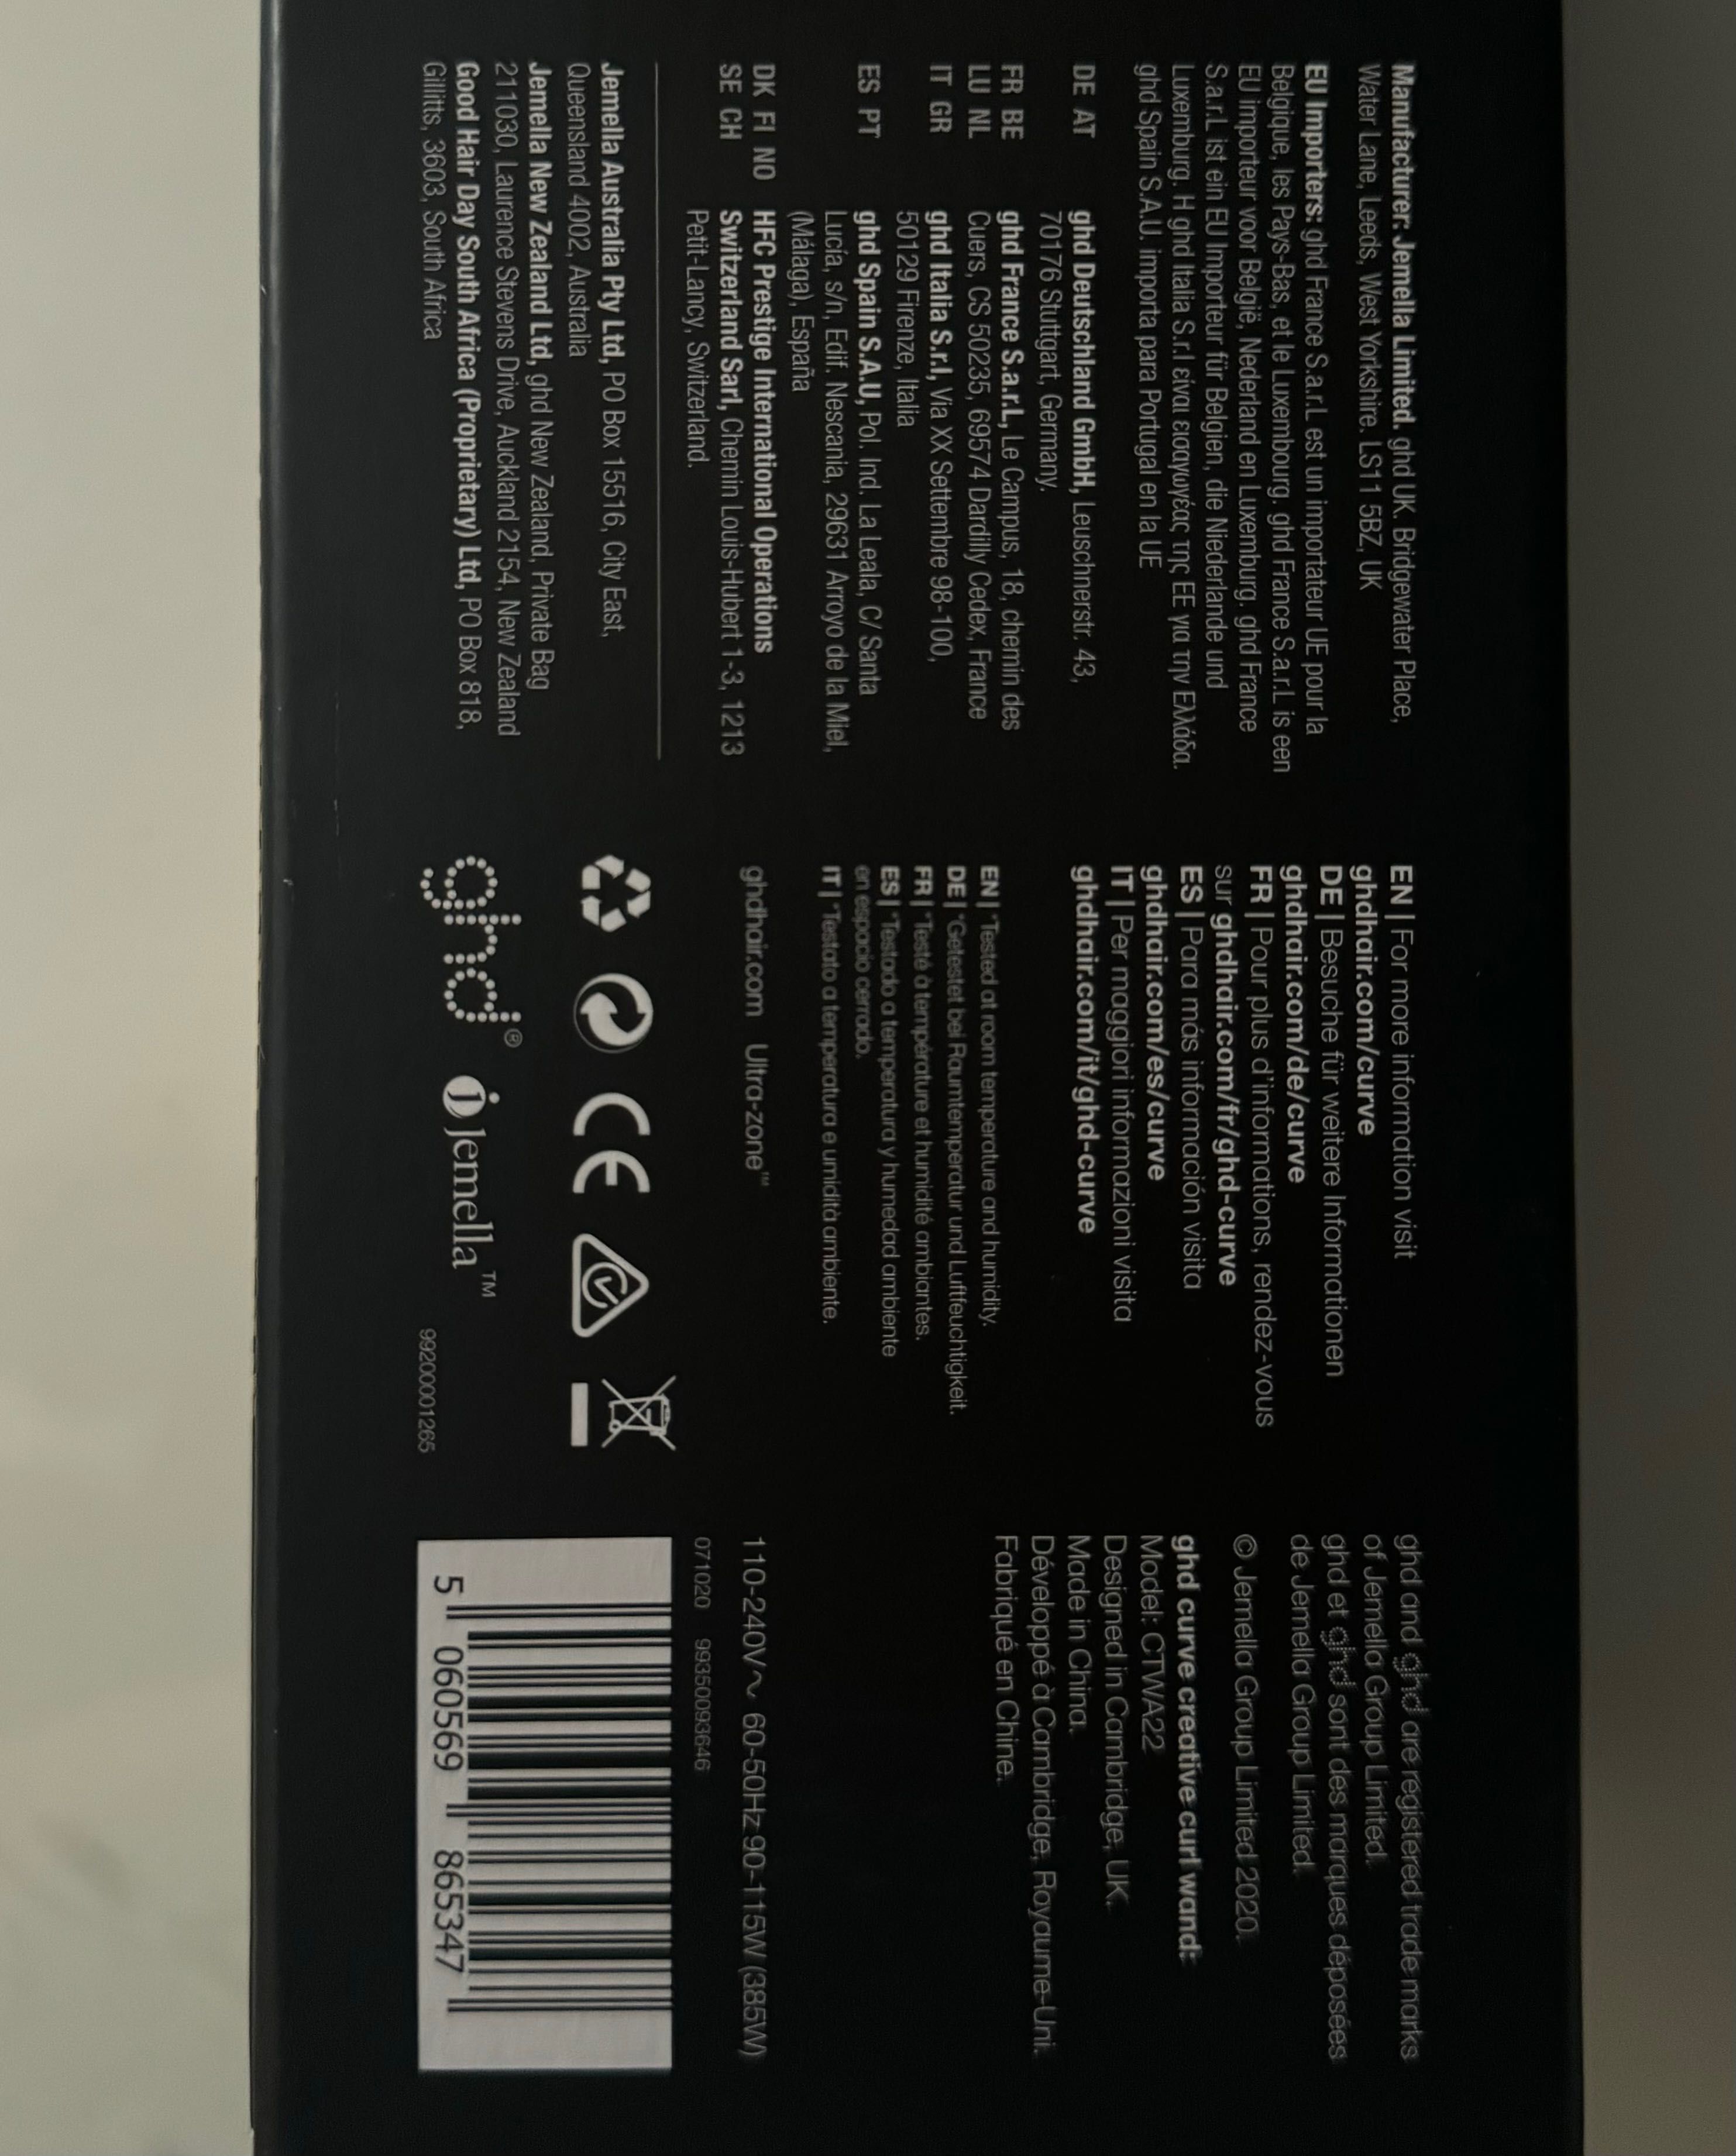 Manufacturer: Jemella Limited. ghd UK. Bridgewater Place,
Water Lane, Leeds, West Yorkshire. LS11 5BZ, UK
EU Importers: ghd France S.a.r.L est un importateur UE pour la
Belgique, les Pays-Bas, et le Luxembourg. ghd France S.a.r.L is een
EU importeur voor België, Nederland en Luxemburg. ghd France
S.a.r.L ist ein EU Importeur für Belgien, die Niederlande und
Luxemburg. Η ghd Italia S.r.l είναι εισαγωγέας της ΕΕ για την Ελλάδα.
ghd Spain S.A.U. importa para Portugal en la UE
DE AT ghd Deutschland GmbH, Leuschnerstr. 43,
70176 Stuttgart, Germany.
FR BE ghd France S.a.r.L, Le Campus, 18, chemin des
LU NL Cuers, CS 50235, 69574 Dardilly Cedex, France
IT GR ghd Italia S.r.l, Via XX Settembre 98-100,
50129 Firenze, Italia
ES PT ghd Spain S.A.U, Pol. Ind. La Leala, C/ Santa
Lucía, s/n, Edif. Nescania, 29631 Arroyo de la Miel,
(Málaga), España
DK FI NO HFC Prestige International Operations
SE CH Switzerland Sarl, Chemin Louis-Hubert 1-3, 1213
Petit-Lancy, Switzerland.
Jemella Australia Pty Ltd, PO Box 15516, City East,
Queensland 4002, Australia
Jemella New Zealand Ltd, ghd New Zealand, Private Bag
211030, Laurence Stevens Drive, Auckland 2154, New Zealand
Good Hair Day South Africa (Proprietary) Ltd, PO Box 818,
Gillitts, 3603, South Africa
EN | For more information visit
ghdhair.com/curve
DE | Besuche für weitere Informationen
ghdhair.com/de/curve
FR | Pour plus d'informations, rendez-vous
sur ghdhair.com/fr/ghd-curve
ES | Para más información visita
ghdhair.com/es/curve
IT | Per maggiori informazioni visita
ghdhair.com/it/ghd-curve
EN | *Tested at room temperature and humidity.
DE | *Getestet bei Raumtemperatur und Luftfeuchtigkeit.
FR | *Testé à température et humidité ambiantes.
ES | *Testado a temperatura y humedad ambiente
en espacio cerrado.
IT | *Testato a temperatura e umidità ambiente.
ghdhair.com Ultra-zone™
CE
ghd® j Jemella™
9920001265
ghd and ghd are registered trade marks
of Jemella Group Limited.
ghd et ghd sont des marques déposées
de Jemella Group Limited.
© Jemella Group Limited 2020.
ghd curve creative curl wand:
Model: CTWA22
Designed in Cambridge, UK.
Made in China.
Développé à Cambridge, Royaume-Uni.
Fabriqué en Chine.
110-240V~ 60-50Hz 90-115W (385W)
071020 99350093646
5 060569 865347